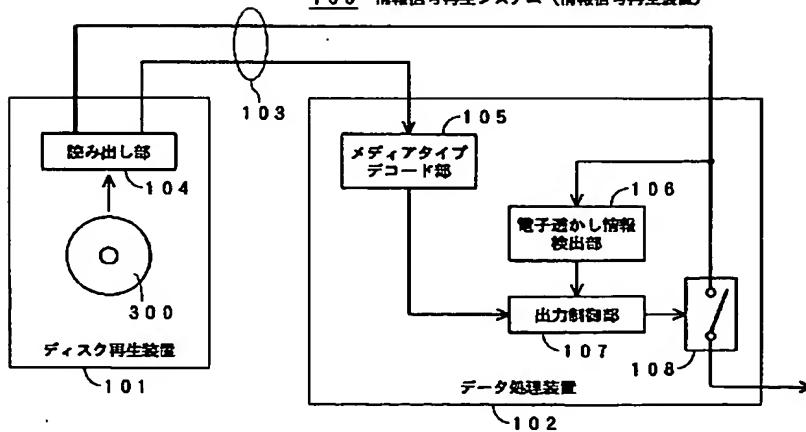 100 情報信号再生システム（情報信号再生装置）
103
105
メディアタイプ
デコード部
読み出し部
104
106
電子透かし情報
検出部
300
出力制御部
107
108
ディスク再生装置
101
データ処理装置
102